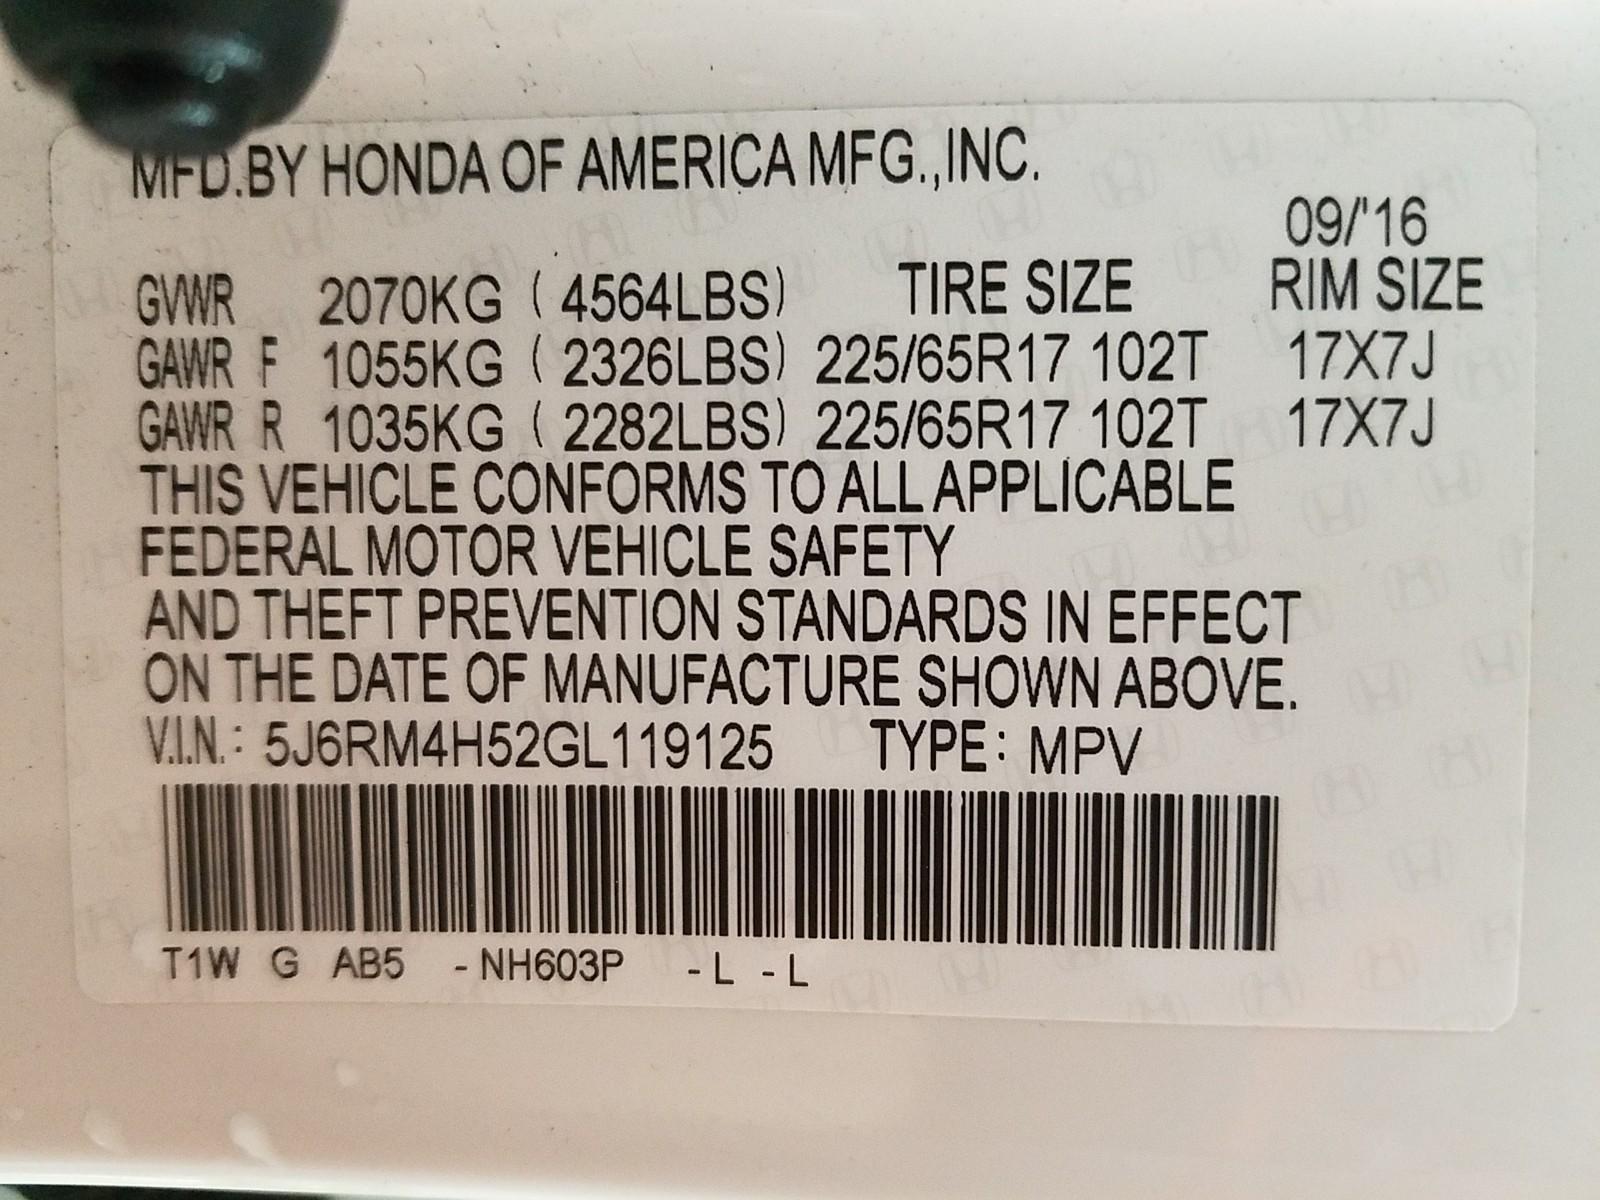 MFD.BY HONDA OF AMERICA MFG.,INC.
09/'16
GVWR 2070KG ( 4564LBS) TIRE SIZE RIM SIZE
GAWR F 1055KG ( 2326LBS) 225/65R17 102T 17X7J
GAWR R 1035KG ( 2282LBS) 225/65R17 102T 17X7J
THIS VEHICLE CONFORMS TO ALL APPLICABLE
FEDERAL MOTOR VEHICLE SAFETY
AND THEFT PREVENTION STANDARDS IN EFFECT
ON THE DATE OF MANUFACTURE SHOWN ABOVE.
V.I.N.: 5J6RM4H52GL119125 TYPE: MPV
T1W G AB5 -NH603P -L -L